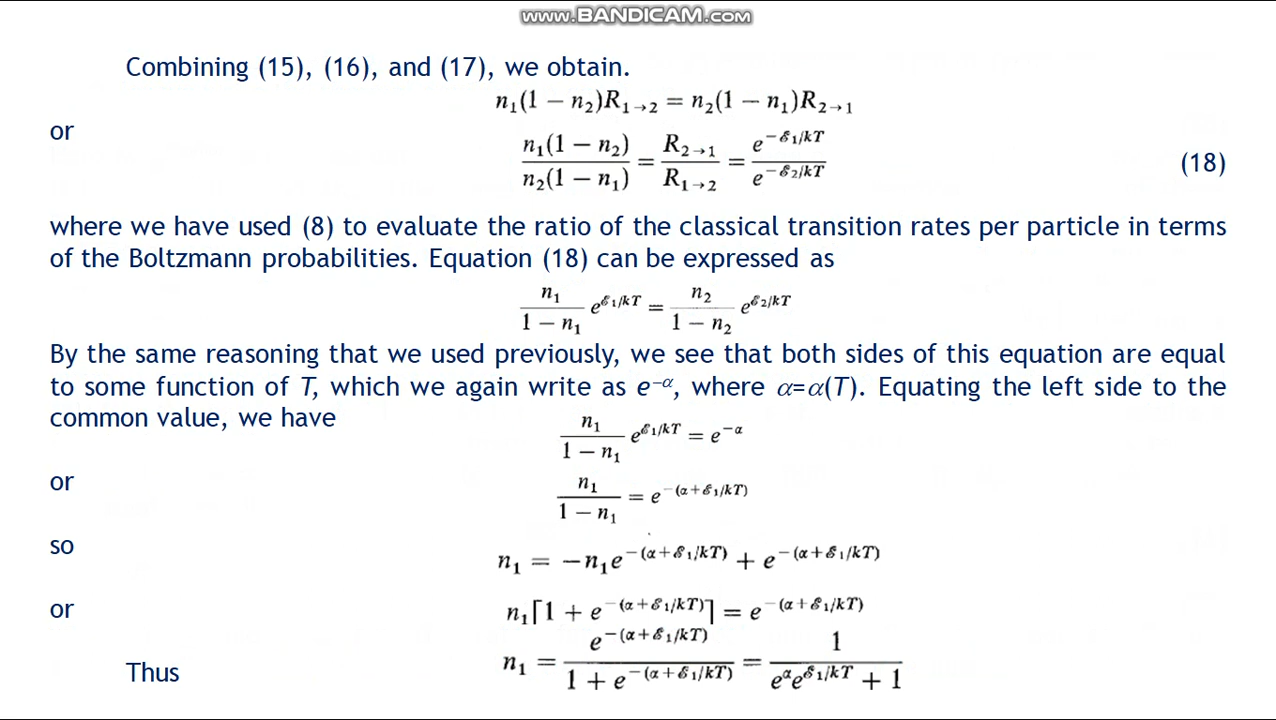 www.BANDICAM.com
Combining (15), (16), and (17), we obtain.
n₁(1 − n₂)R₁→₂ = n₂(1 − n₁)R₂→₁
or
n₁(1 − n₂) / n₂(1 − n₁) = R₂→₁ / R₁→₂ = e^(−ℰ₁/kT) / e^(−ℰ₂/kT) (18)
where we have used (8) to evaluate the ratio of the classical transition rates per particle in terms
of the Boltzmann probabilities. Equation (18) can be expressed as
n₁ / (1 − n₁) e^(ℰ₁/kT) = n₂ / (1 − n₂) e^(ℰ₂/kT)
By the same reasoning that we used previously, we see that both sides of this equation are equal
to some function of T, which we again write as e^(−α), where α=α(T). Equating the left side to the
common value, we have
n₁ / (1 − n₁) e^(ℰ₁/kT) = e^(−α)
or
n₁ / (1 − n₁) = e^(−(α+ℰ₁/kT))
so
n₁ = −n₁e^(−(α+ℰ₁/kT)) + e^(−(α+ℰ₁/kT))
or
n₁[1 + e^(−(α+ℰ₁/kT))] = e^(−(α+ℰ₁/kT))
Thus
n₁ = e^(−(α+ℰ₁/kT)) / (1 + e^(−(α+ℰ₁/kT))) = 1 / (e^α e^(ℰ₁/kT) + 1)